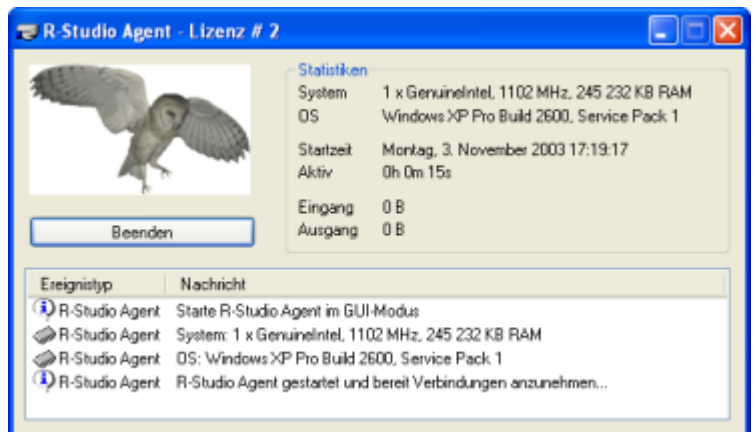 R-Studio Agent - Lizenz # 2
Statistiken
System 1 x GenuineIntel, 1102 MHz, 245 232 KB RAM
OS Windows XP Pro Build 2600, Service Pack 1
Startzeit Montag, 3. November 2003 17:19:17
Aktiv 0h 0m 15s
Eingang 0 B
Ausgang 0 B
Beenden
Ereignistyp Nachricht
R-Studio Agent Starte R-Studio Agent im GUI-Modus
R-Studio Agent System: 1 x GenuineIntel, 1102 MHz, 245 232 KB RAM
R-Studio Agent OS: Windows XP Pro Build 2600, Service Pack 1
R-Studio Agent R-Studio Agent gestartet und bereit Verbindungen anzunehmen...